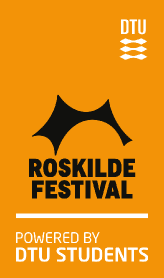 DTU
ROSKILDE
FESTIVAL
POWERED BY
DTU STUDENTS